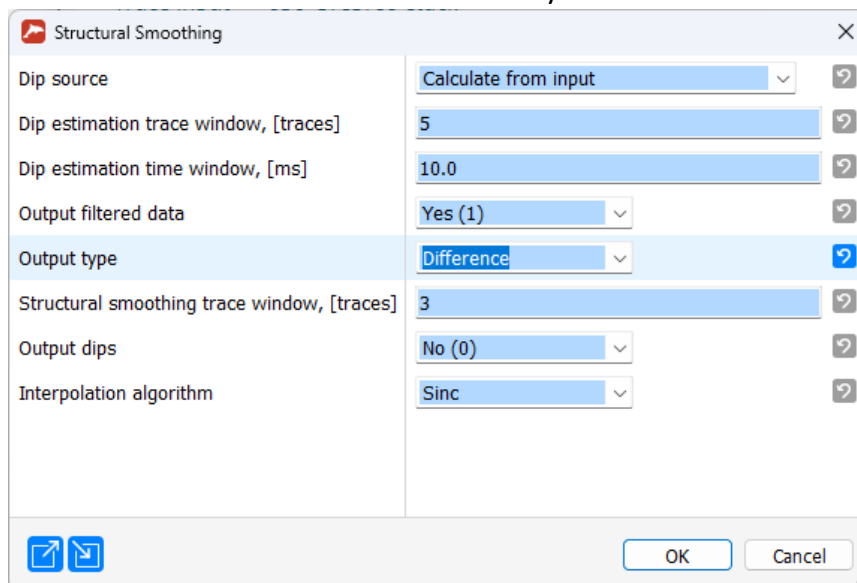 Structural Smoothing
Dip source Calculate from input
Dip estimation trace window, [traces] 5
Dip estimation time window, [ms] 10.0
Output filtered data Yes (1)
Output type Difference
Structural smoothing trace window, [traces] 3
Output dips No (0)
Interpolation algorithm Sinc
OK Cancel